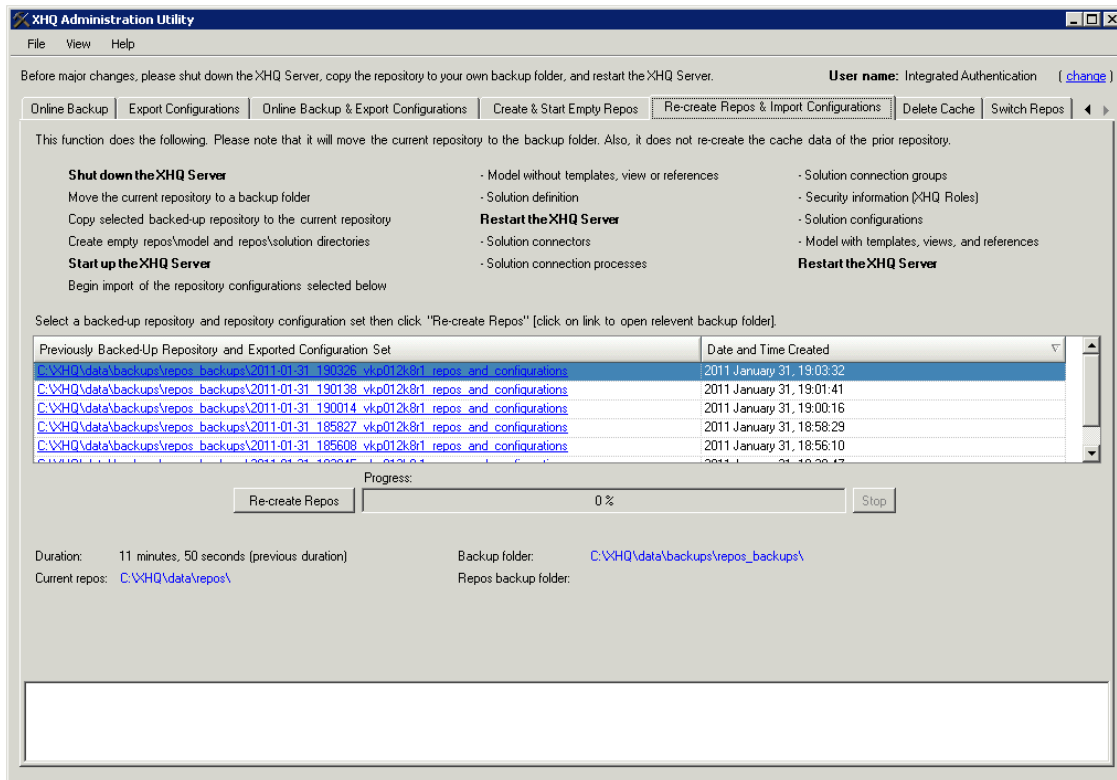 XHQ Administration Utility
File View Help
Before major changes, please shut down the XHQ Server, copy the repository to your own backup folder, and restart the XHQ Server. User name: Integrated Authentication ( change )
Online Backup Export Configurations Online Backup & Export Configurations Create & Start Empty Repos Re-create Repos & Import Configurations Delete Cache Switch Repos
This function does the following. Please note that it will move the current repository to the backup folder. Also, it does not re-create the cache data of the prior repository.
Shut down the XHQ Server - Model without templates, view or references - Solution connection groups
Move the current repository to a backup folder - Solution definition - Security information (XHQ Roles)
Copy selected backed-up repository to the current repository Restart the XHQ Server - Solution configurations
Create empty repos\model and repos\solution directories - Solution connectors - Model with templates, views, and references
Start up the XHQ Server - Solution connection processes Restart the XHQ Server
Begin import of the repository configurations selected below
Select a backed-up repository and repository configuration set then click "Re-create Repos" [click on link to open relevent backup folder].
Previously Backed-Up Repository and Exported Configuration Set Date and Time Created
C:\XHQ\data\backups\repos_backups\2011-01-31_190326_vkp012k8r1_repos_and_configurations 2011 January 31, 19:03:32
C:\XHQ\data\backups\repos_backups\2011-01-31_190138_vkp012k8r1_repos_and_configurations 2011 January 31, 19:01:41
C:\XHQ\data\backups\repos_backups\2011-01-31_190014_vkp012k8r1_repos_and_configurations 2011 January 31, 19:00:16
C:\XHQ\data\backups\repos_backups\2011-01-31_185827_vkp012k8r1_repos_and_configurations 2011 January 31, 18:58:29
C:\XHQ\data\backups\repos_backups\2011-01-31_185608_vkp012k8r1_repos_and_configurations 2011 January 31, 18:56:10
Progress:
Re-create Repos 0 % Stop
Duration: 11 minutes, 50 seconds (previous duration) Backup folder: C:\XHQ\data\backups\repos_backups\
Current repos: C:\XHQ\data\repos\ Repos backup folder: